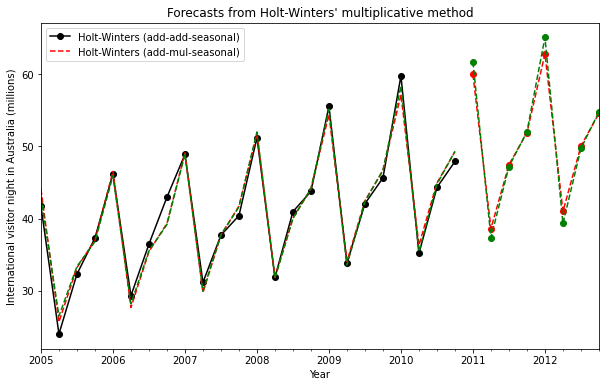 Forecasts from Holt-Winters' multiplicative method
Holt-Winters (add-add-seasonal)
Holt-Winters (add-mul-seasonal)
International visitor night in Australia (millions)
60
50
40
30
2005
2006
2007
2008
2009
2010
2011
2012
Year